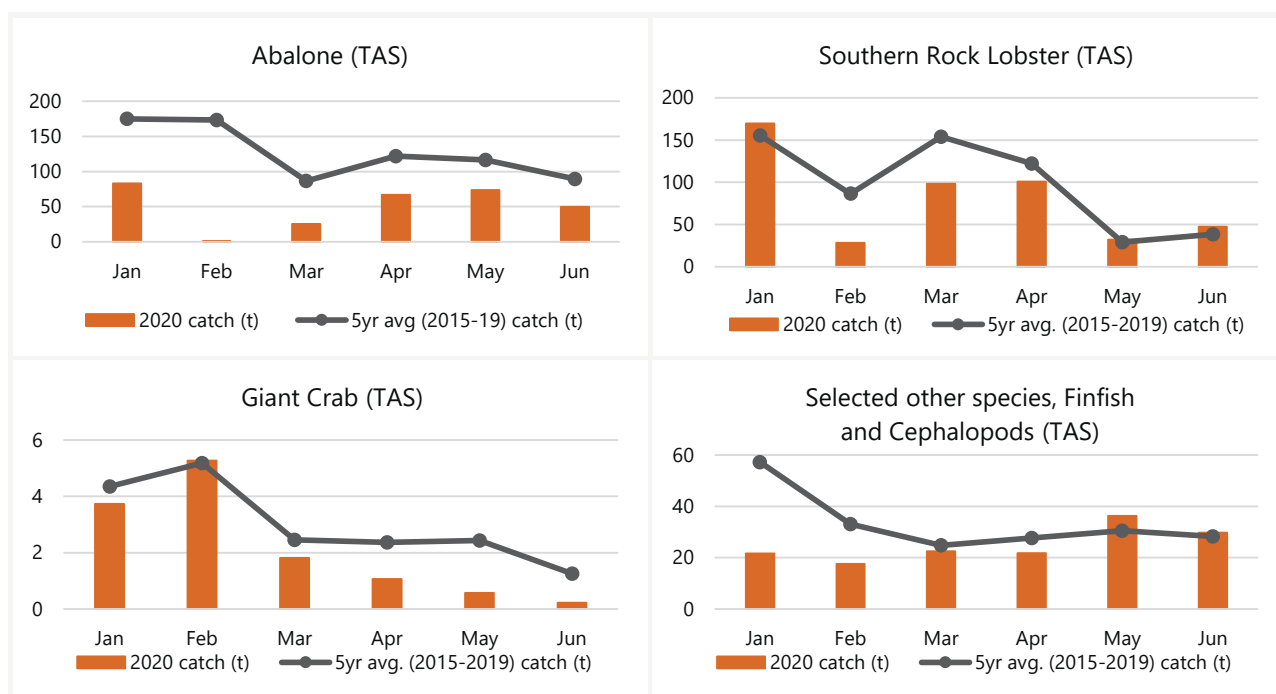 Abalone (TAS)
200
150
100
50
0
Jan Feb Mar Apr May Jun
2020 catch (t) 5yr avg (2015-19) catch (t)
Southern Rock Lobster (TAS)
200
150
100
50
0
Jan Feb Mar Apr May Jun
2020 catch (t) 5yr avg. (2015-2019) catch (t)
Giant Crab (TAS)
6
4
2
0
Jan Feb Mar Apr May Jun
2020 catch (t) 5yr avg. (2015-2019) catch (t)
Selected other species, Finfish
and Cephalopods (TAS)
60
40
20
0
Jan Feb Mar Apr May Jun
2020 catch (t) 5yr avg. (2015-2019) catch (t)